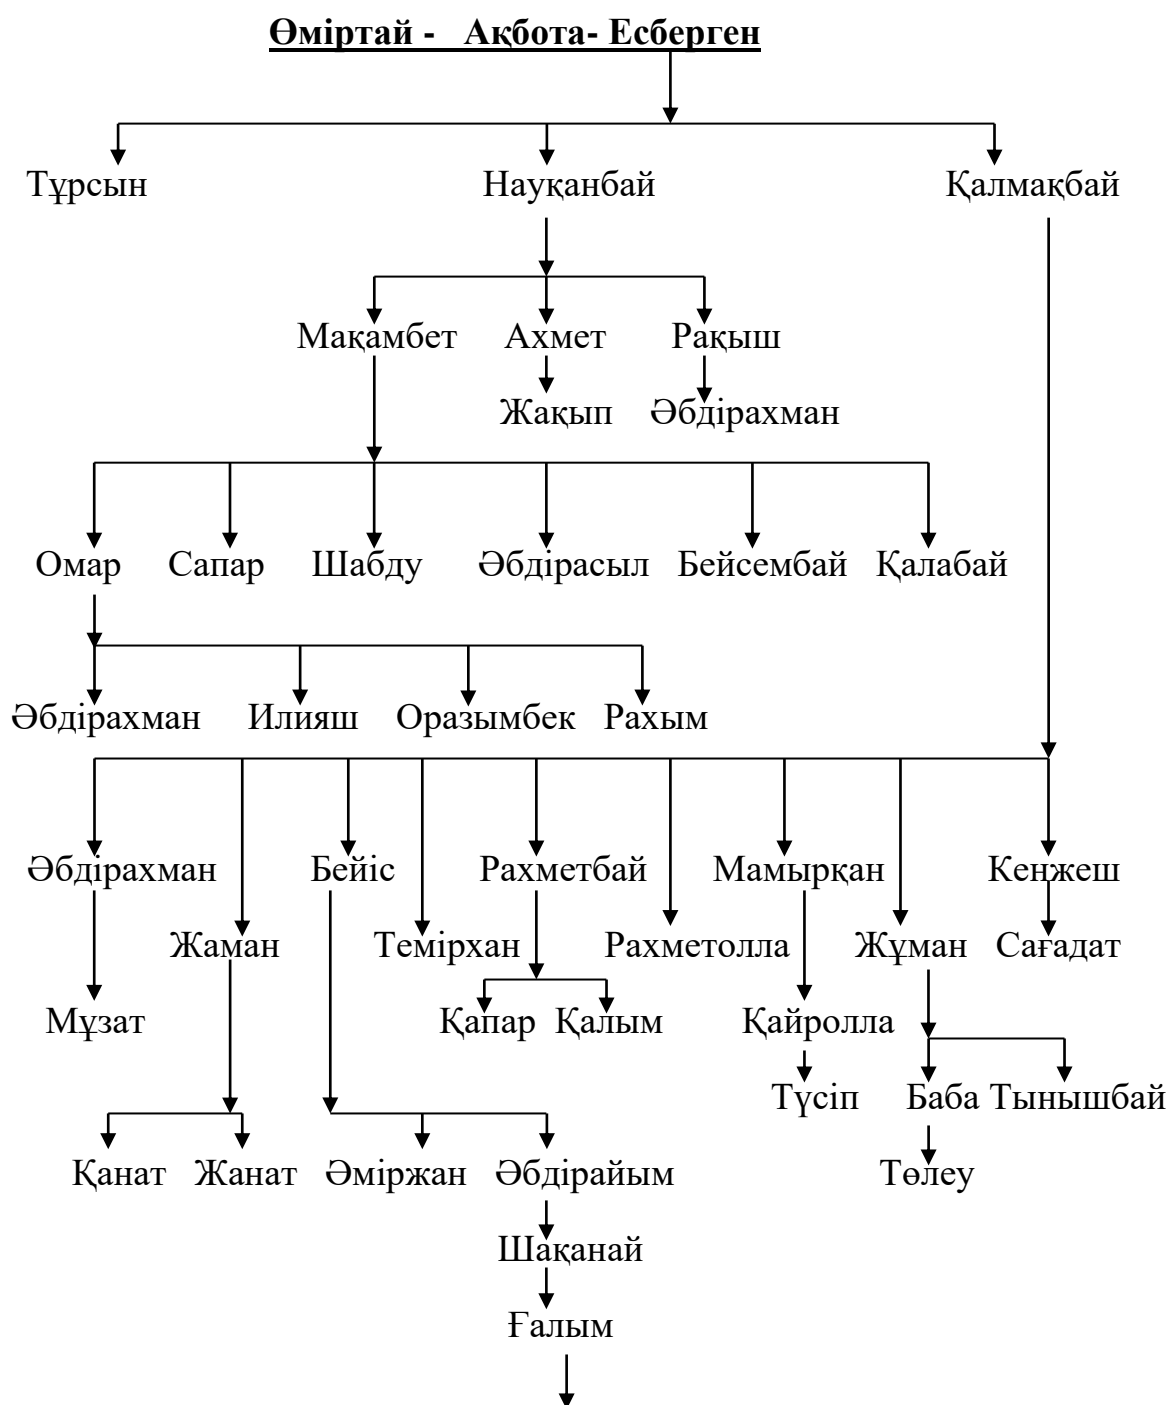 Өміртай - Ақбота- Есберген
Тұрсын Науқанбай Қалмақбай
Мақамбет Ахмет Рақыш
Жақып Әбдірахман
Омар Сапар Шабду Әбдірасыл Бейсембай Қалабай
Әбдірахман Илияш Оразымбек Рахым
Әбдірахман Бейіс Рахметбай Мамырқан Кенжеш
Жаман Темірхан Рахметолла Жұман Сағадат
Мұзат Қапар Қалым Қайролла
Түсіп Баба Тынышбай
Қанат Жанат Әміржан Әбдірайым Төлеу
Шақанай
Ғалым